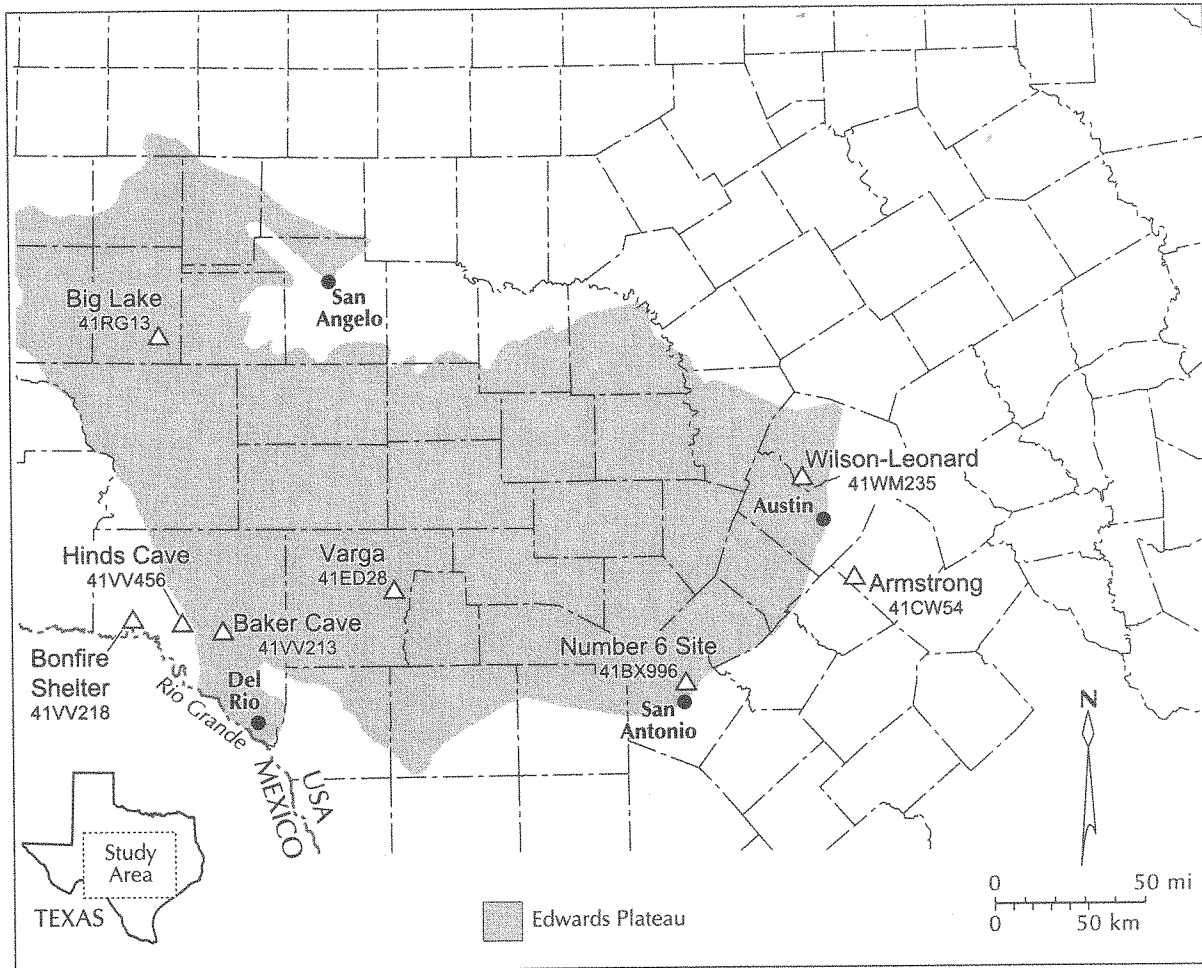 Big Lake
41RG13
San
Angelo
Wilson-Leonard
41WM235
Austin
Hinds Cave
41VV456
Varga
41ED28
Armstrong
41CW54
Baker Cave
41VV213
Number 6 Site
41BX996
Bonfire
Shelter
41VV218
Del
Rio
Rio Grande
San
Antonio
N
USA
MEXÍCO
Study
Area
TEXAS
Edwards Plateau
0 50 mi
0 50 km